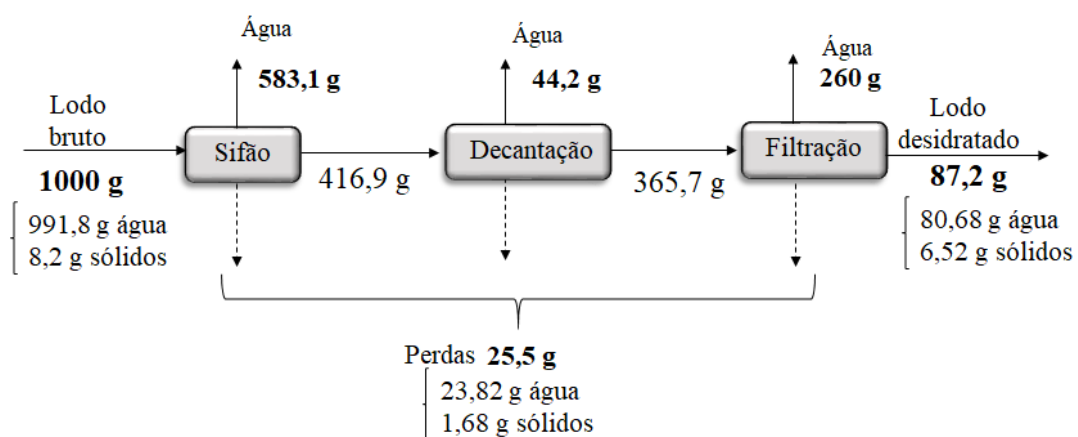 Água
583,1 g
Água
44,2 g
Água
260 g
Lodo
bruto
1000 g
991,8 g água
8,2 g sólidos
Sifão
416,9 g
Decantação
365,7 g
Filtração
Lodo
desidratado
87,2 g
80,68 g água
6,52 g sólidos
Perdas 25,5 g
23,82 g água
1,68 g sólidos